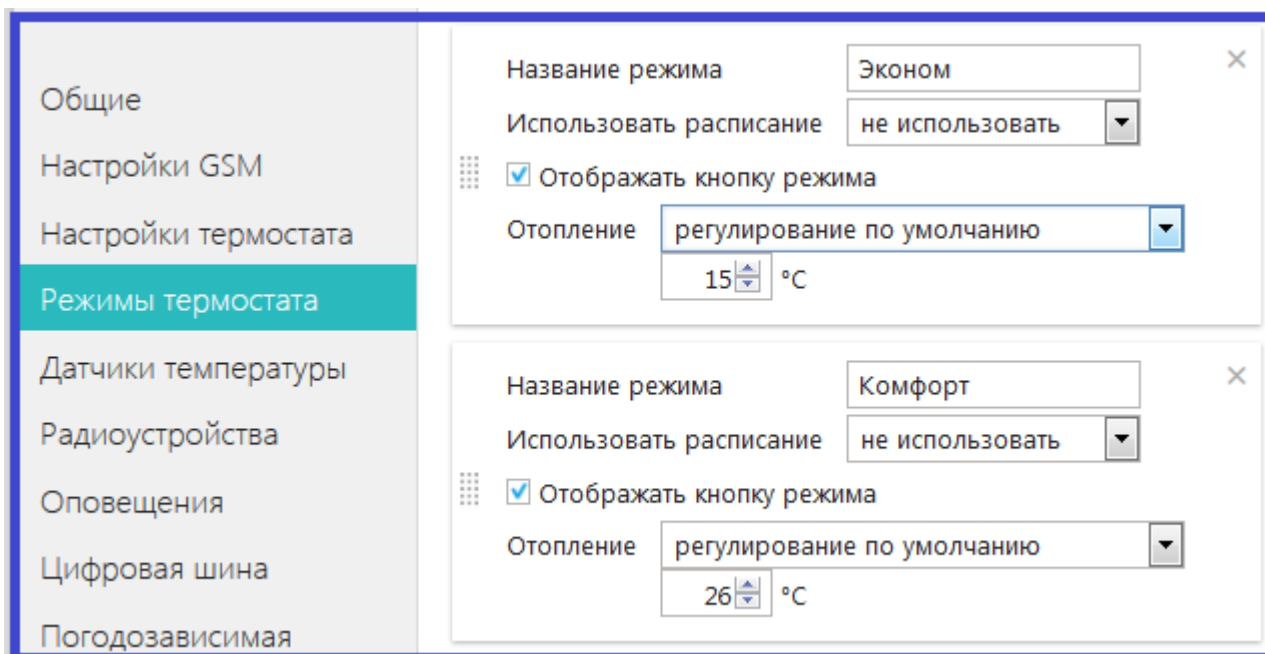 Общие
Настройки GSM
Настройки термостата
Режимы термостата
Датчики температуры
Радиоустройства
Оповещения
Цифровая шина
Погодозависимая
Название режима Эконом
Использовать расписание не использовать
Отображать кнопку режима
Отопление регулирование по умолчанию
15 °C
Название режима Комфорт
Использовать расписание не использовать
Отображать кнопку режима
Отопление регулирование по умолчанию
26 °C